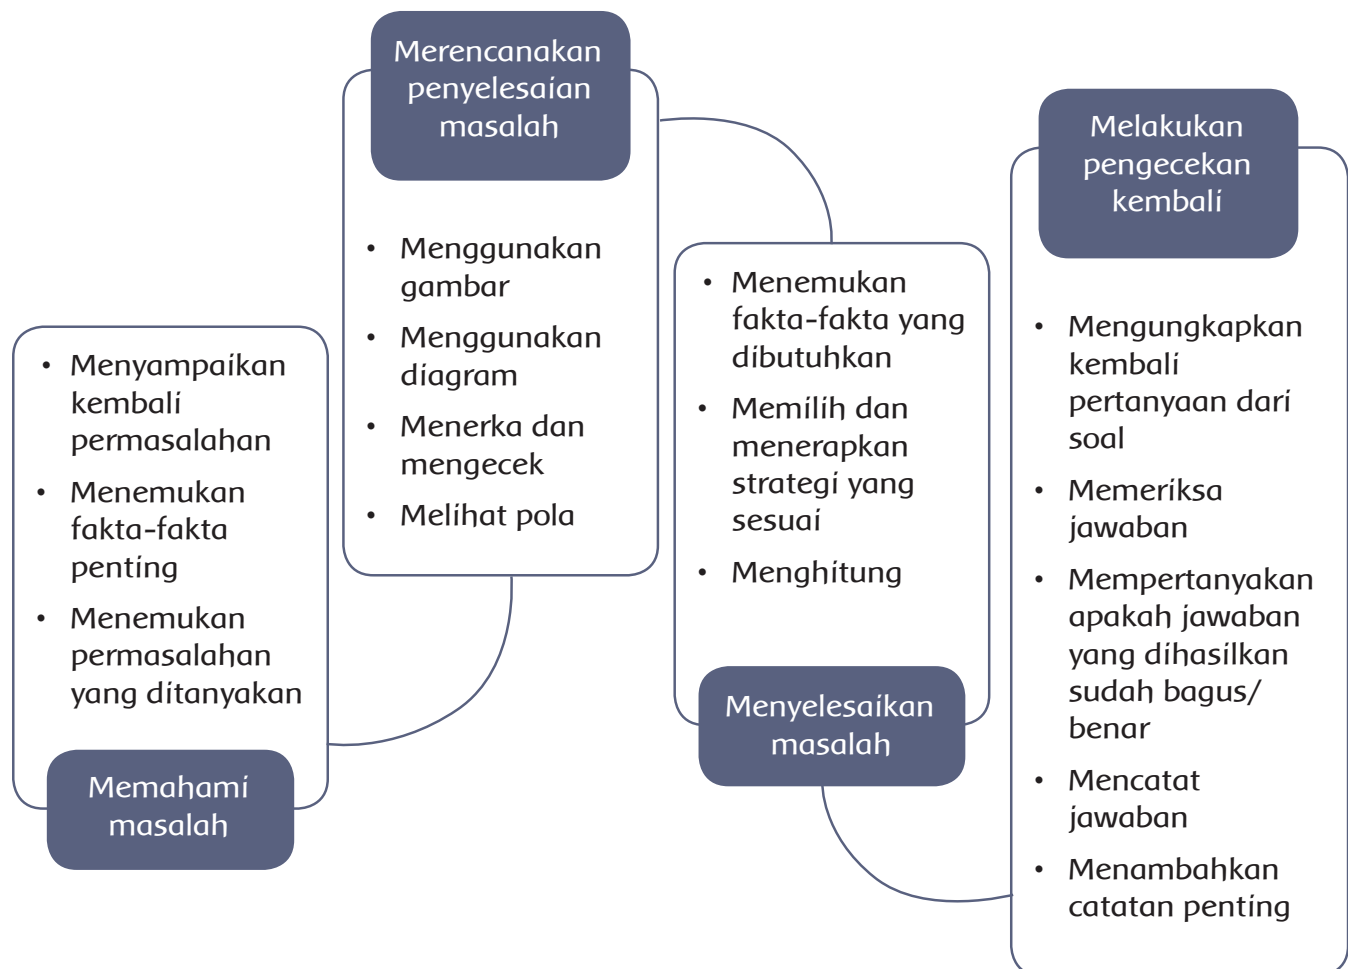 Menyampaikan
kembali
permasalahan
Menemukan
fakta-fakta
penting
Menemukan
permasalahan
yang ditanyakan
Memahami
masalah
Merencanakan
penyelesaian
masalah
Menggunakan
gambar
Menggunakan
diagram
Menerka dan
mengecek
Melihat pola
Menemukan
fakta-fakta yang
dibutuhkan
Memilih dan
menerapkan
strategi yang
sesuai
Menghitung
Menyelesaikan
masalah
Melakukan
pengecekan
kembali
Mengungkapkan
kembali
pertanyaan dari
soal
Memeriksa
jawaban
Mempertanyakan
apakah jawaban
yang dihasilkan
sudah bagus/
benar
Mencatat
jawaban
Menambahkan
catatan penting